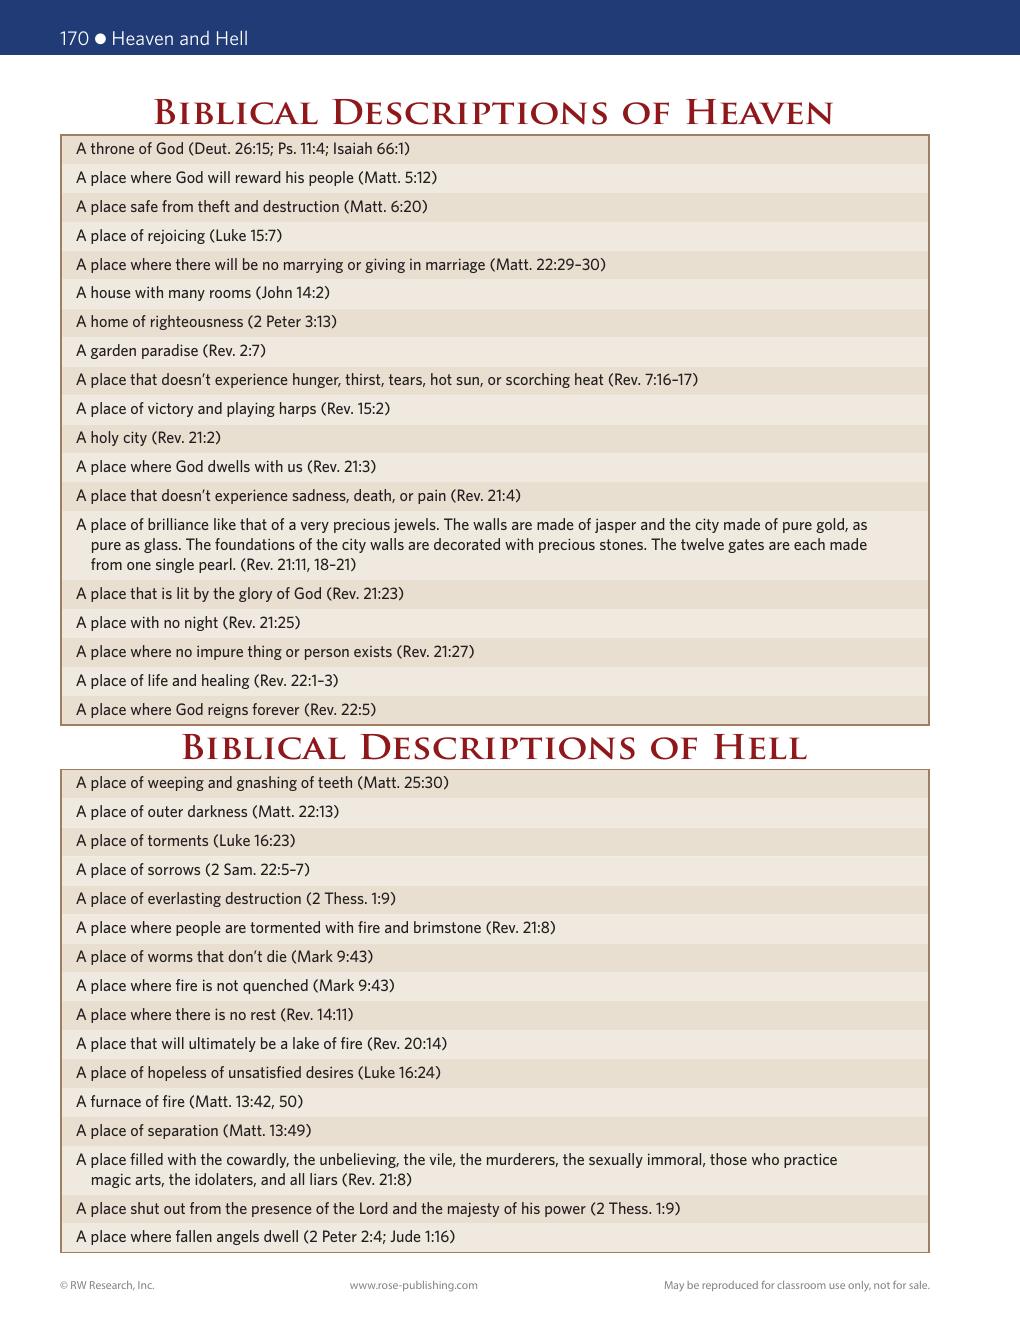 170 ● Heaven and Hell
Biblical Descriptions of Heaven
A throne of God (Deut. 26:15; Ps. 11:4; Isaiah 66:1)
A place where God will reward his people (Matt. 5:12)
A place safe from theft and destruction (Matt. 6:20)
A place of rejoicing (Luke 15:7)
A place where there will be no marrying or giving in marriage (Matt. 22:29–30)
A house with many rooms (John 14:2)
A home of righteousness (2 Peter 3:13)
A garden paradise (Rev. 2:7)
A place that doesn’t experience hunger, thirst, tears, hot sun, or scorching heat (Rev. 7:16–17)
A place of victory and playing harps (Rev. 15:2)
A holy city (Rev. 21:2)
A place where God dwells with us (Rev. 21:3)
A place that doesn’t experience sadness, death, or pain (Rev. 21:4)
A place of brilliance like that of a very precious jewels. The walls are made of jasper and the city made of pure gold, as
pure as glass. The foundations of the city walls are decorated with precious stones. The twelve gates are each made
from one single pearl. (Rev. 21:11, 18–21)
A place that is lit by the glory of God (Rev. 21:23)
A place with no night (Rev. 21:25)
A place where no impure thing or person exists (Rev. 21:27)
A place of life and healing (Rev. 22:1–3)
A place where God reigns forever (Rev. 22:5)
Biblical Descriptions of Hell
A place of weeping and gnashing of teeth (Matt. 25:30)
A place of outer darkness (Matt. 22:13)
A place of torments (Luke 16:23)
A place of sorrows (2 Sam. 22:5–7)
A place of everlasting destruction (2 Thess. 1:9)
A place where people are tormented with fire and brimstone (Rev. 21:8)
A place of worms that don’t die (Mark 9:43)
A place where fire is not quenched (Mark 9:43)
A place where there is no rest (Rev. 14:11)
A place that will ultimately be a lake of fire (Rev. 20:14)
A place of hopeless of unsatisfied desires (Luke 16:24)
A furnace of fire (Matt. 13:42, 50)
A place of separation (Matt. 13:49)
A place filled with the cowardly, the unbelieving, the vile, the murderers, the sexually immoral, those who practice
magic arts, the idolaters, and all liars (Rev. 21:8)
A place shut out from the presence of the Lord and the majesty of his power (2 Thess. 1:9)
A place where fallen angels dwell (2 Peter 2:4; Jude 1:16)
© RW Research, Inc. www.rose-publishing.com May be reproduced for classroom use only, not for sale.